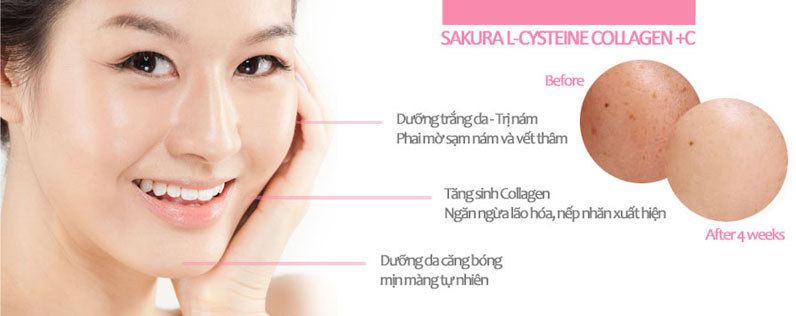 SAKURA L-CYSTEINE COLLAGEN +C
Before
Dưỡng trắng da - Trị nám
Phai mờ sạm nám và vết thâm
Tăng sinh Collagen
Ngăn ngừa lão hóa, nếp nhăn xuất hiện
After 4 weeks
Dưỡng da căng bóng
mịn màng tự nhiên